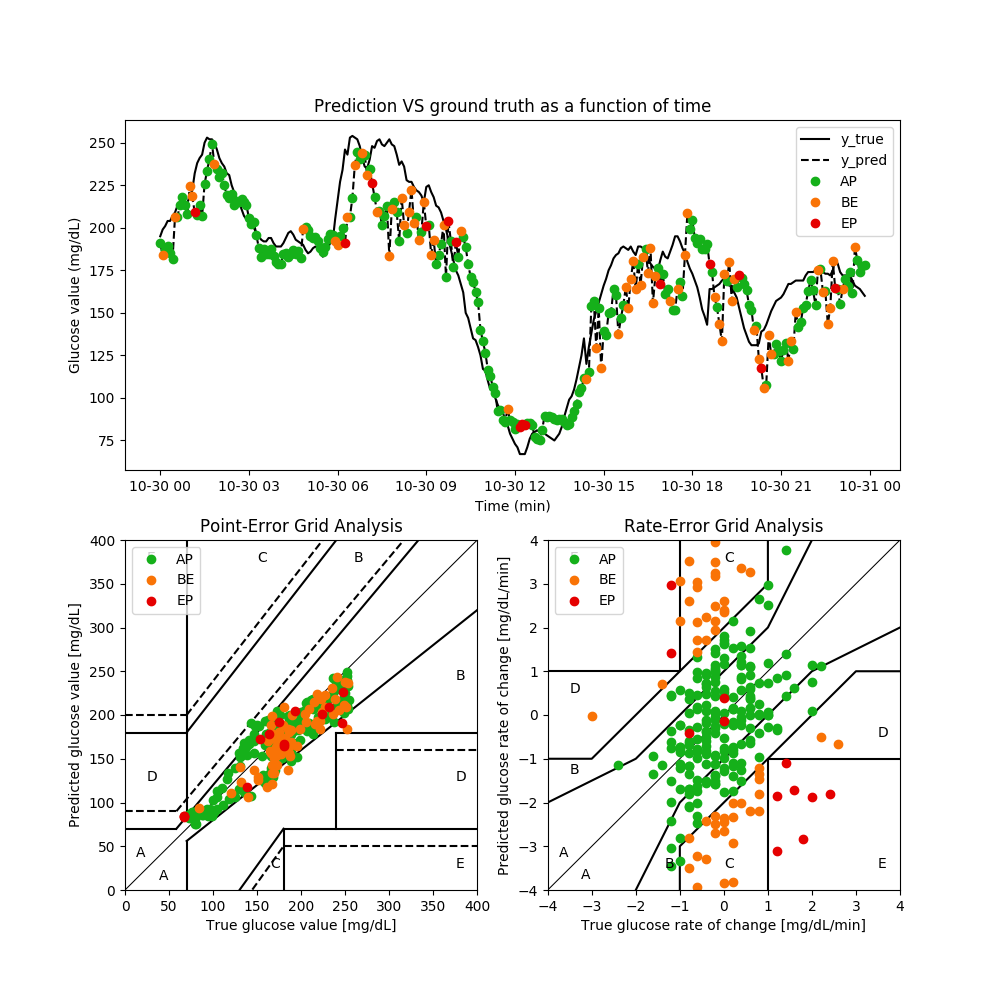 Prediction VS ground truth as a function of time
Glucose value (mg/dL)
250
225
200
175
150
125
100
75
y_true
y_pred
AP
BE
EP
10-30 00
10-30 03
10-30 06
10-30 09
10-30 12
10-30 15
10-30 18
10-30 21
10-31 00
Time (min)
Point-Error Grid Analysis
Predicted glucose value [mg/dL]
400
350
300
250
200
150
100
50
0
AP
BE
EP
C
B
B
D
D
A
A
C
E
0
50
100
150
200
250
300
350
400
True glucose value [mg/dL]
Rate-Error Grid Analysis
Predicted glucose rate of change [mg/dL/min]
4
3
2
1
0
−1
−2
−3
−4
AP
BE
EP
C
D
D
B
A
A
B
C
E
−4
−3
−2
−1
0
1
2
3
4
True glucose rate of change [mg/dL/min]